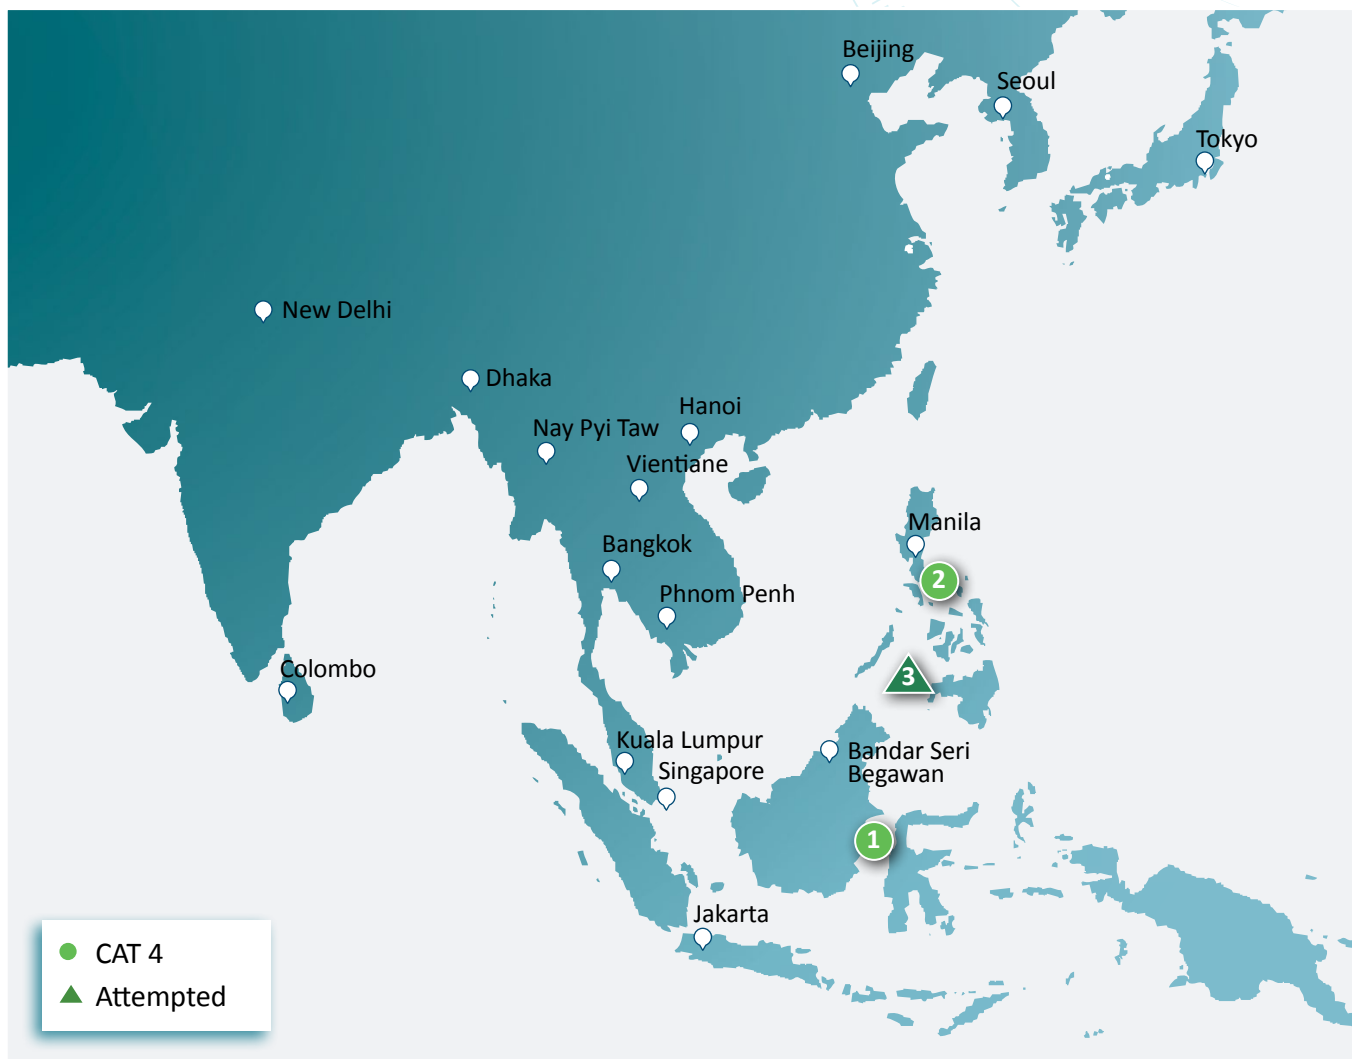 Beijing
Seoul
Tokyo
New Delhi
Dhaka
Hanoi
Nay Pyi Taw
Vientiane
Manila
Bangkok
2
Phnom Penh
Colombo
3
Kuala Lumpur
Singapore
Bandar Seri
Begawan
1
Jakarta
CAT 4
Attempted